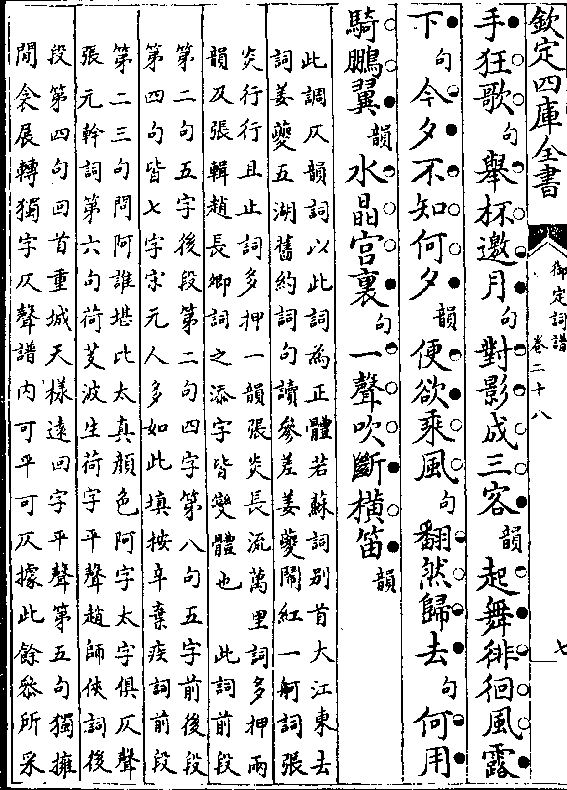 欽定四庫全書
御定詞譜
卷二十八
七
手狂歌句舉杯邀月句對影成三客韻起舞徘徊風露
下句今夕不知何夕韻便欲乘風句翻然歸去句何用
騎鵬翼韻水晶宮裏句一聲吹斷橫笛韻
此調仄韻詞以此詞為正體若蘇詞別首大江東去
詞姜夔五湖舊約詞句讀參差姜夔鬧紅一舸詞張
炎行行且止詞多押一韻張炎長流萬里詞多押兩
韻及張輯趙長卿詞之添字皆變體也　此詞前段
第二句五字後段第二句四字第八句五字前後段
第四句皆七字宋元人多如此填按辛棄疾詞前段
第二三句問阿誰堪比太真顏色阿字太字俱仄聲
張元幹詞第六句荷芰波生荷字平聲趙師俠詞後
段第四句回首重城天樣遠回字平聲第五句獨擁
閒衾展轉獨字仄聲譜內可平可仄據此餘參所采